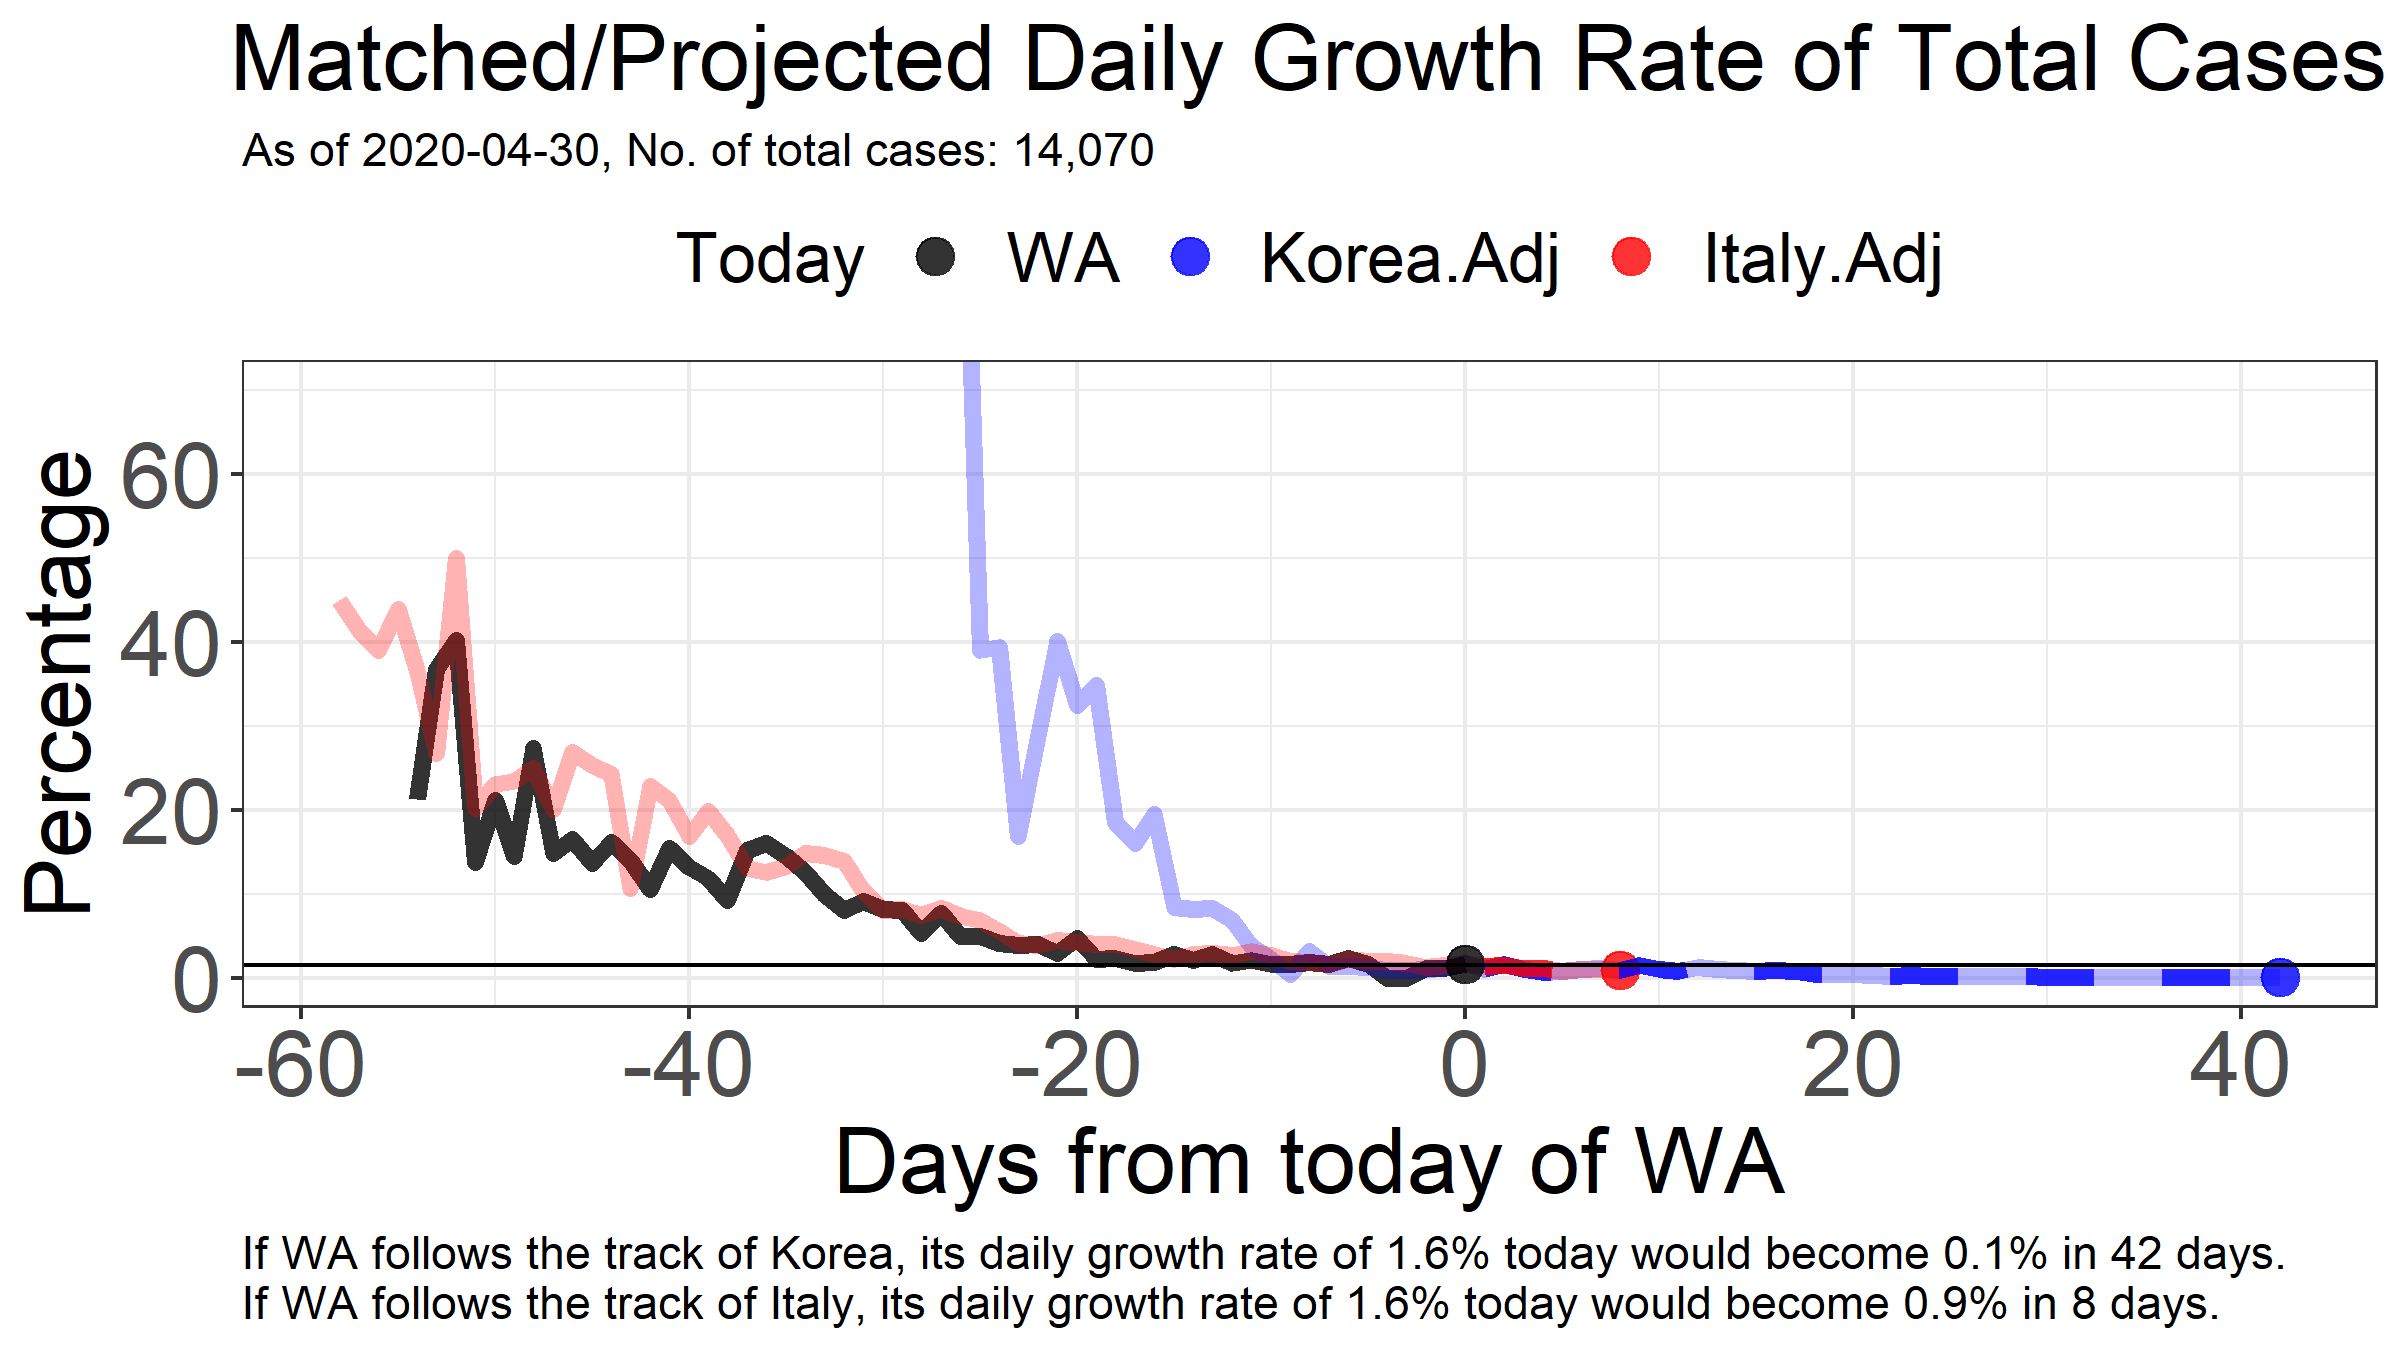 Matched/Projected Daily Growth Rate of Total Cases
As of 2020-04-30, No. of total cases: 14,070
Today WA Korea.Adj Italy.Adj
Percentage
60
40
20
0
-60 -40 -20 0 20 40
Days from today of WA
If WA follows the track of Korea, its daily growth rate of 1.6% today would become 0.1% in 42 days.
If WA follows the track of Italy, its daily growth rate of 1.6% today would become 0.9% in 8 days.